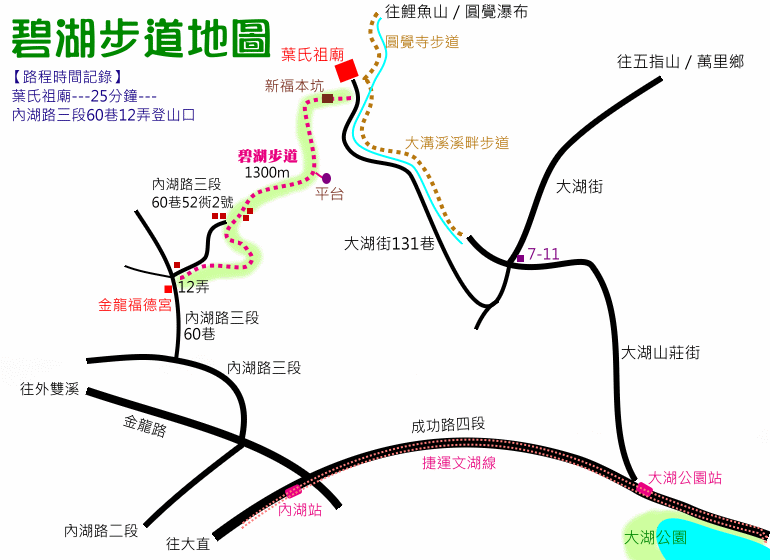 碧湖步道地圖
【路程時間記錄】
葉氏祖廟---25分鐘---
內湖路三段60巷12弄登山口
往鯉魚山 / 圓覺瀑布
圓覺寺步道
葉氏祖廟
新福本坑
往五指山 / 萬里鄉
大溝溪溪畔步道
碧湖步道
1300m
平台
大湖街
內湖路三段
60巷52衖2號
大湖街131巷
7-11
12弄
金龍福德宮
內湖路三段
60巷
大湖山莊街
內湖路三段
往外雙溪
金龍路
成功路四段
捷運文湖線
大湖公園站
內湖站
內湖路二段
往大直
大湖公園